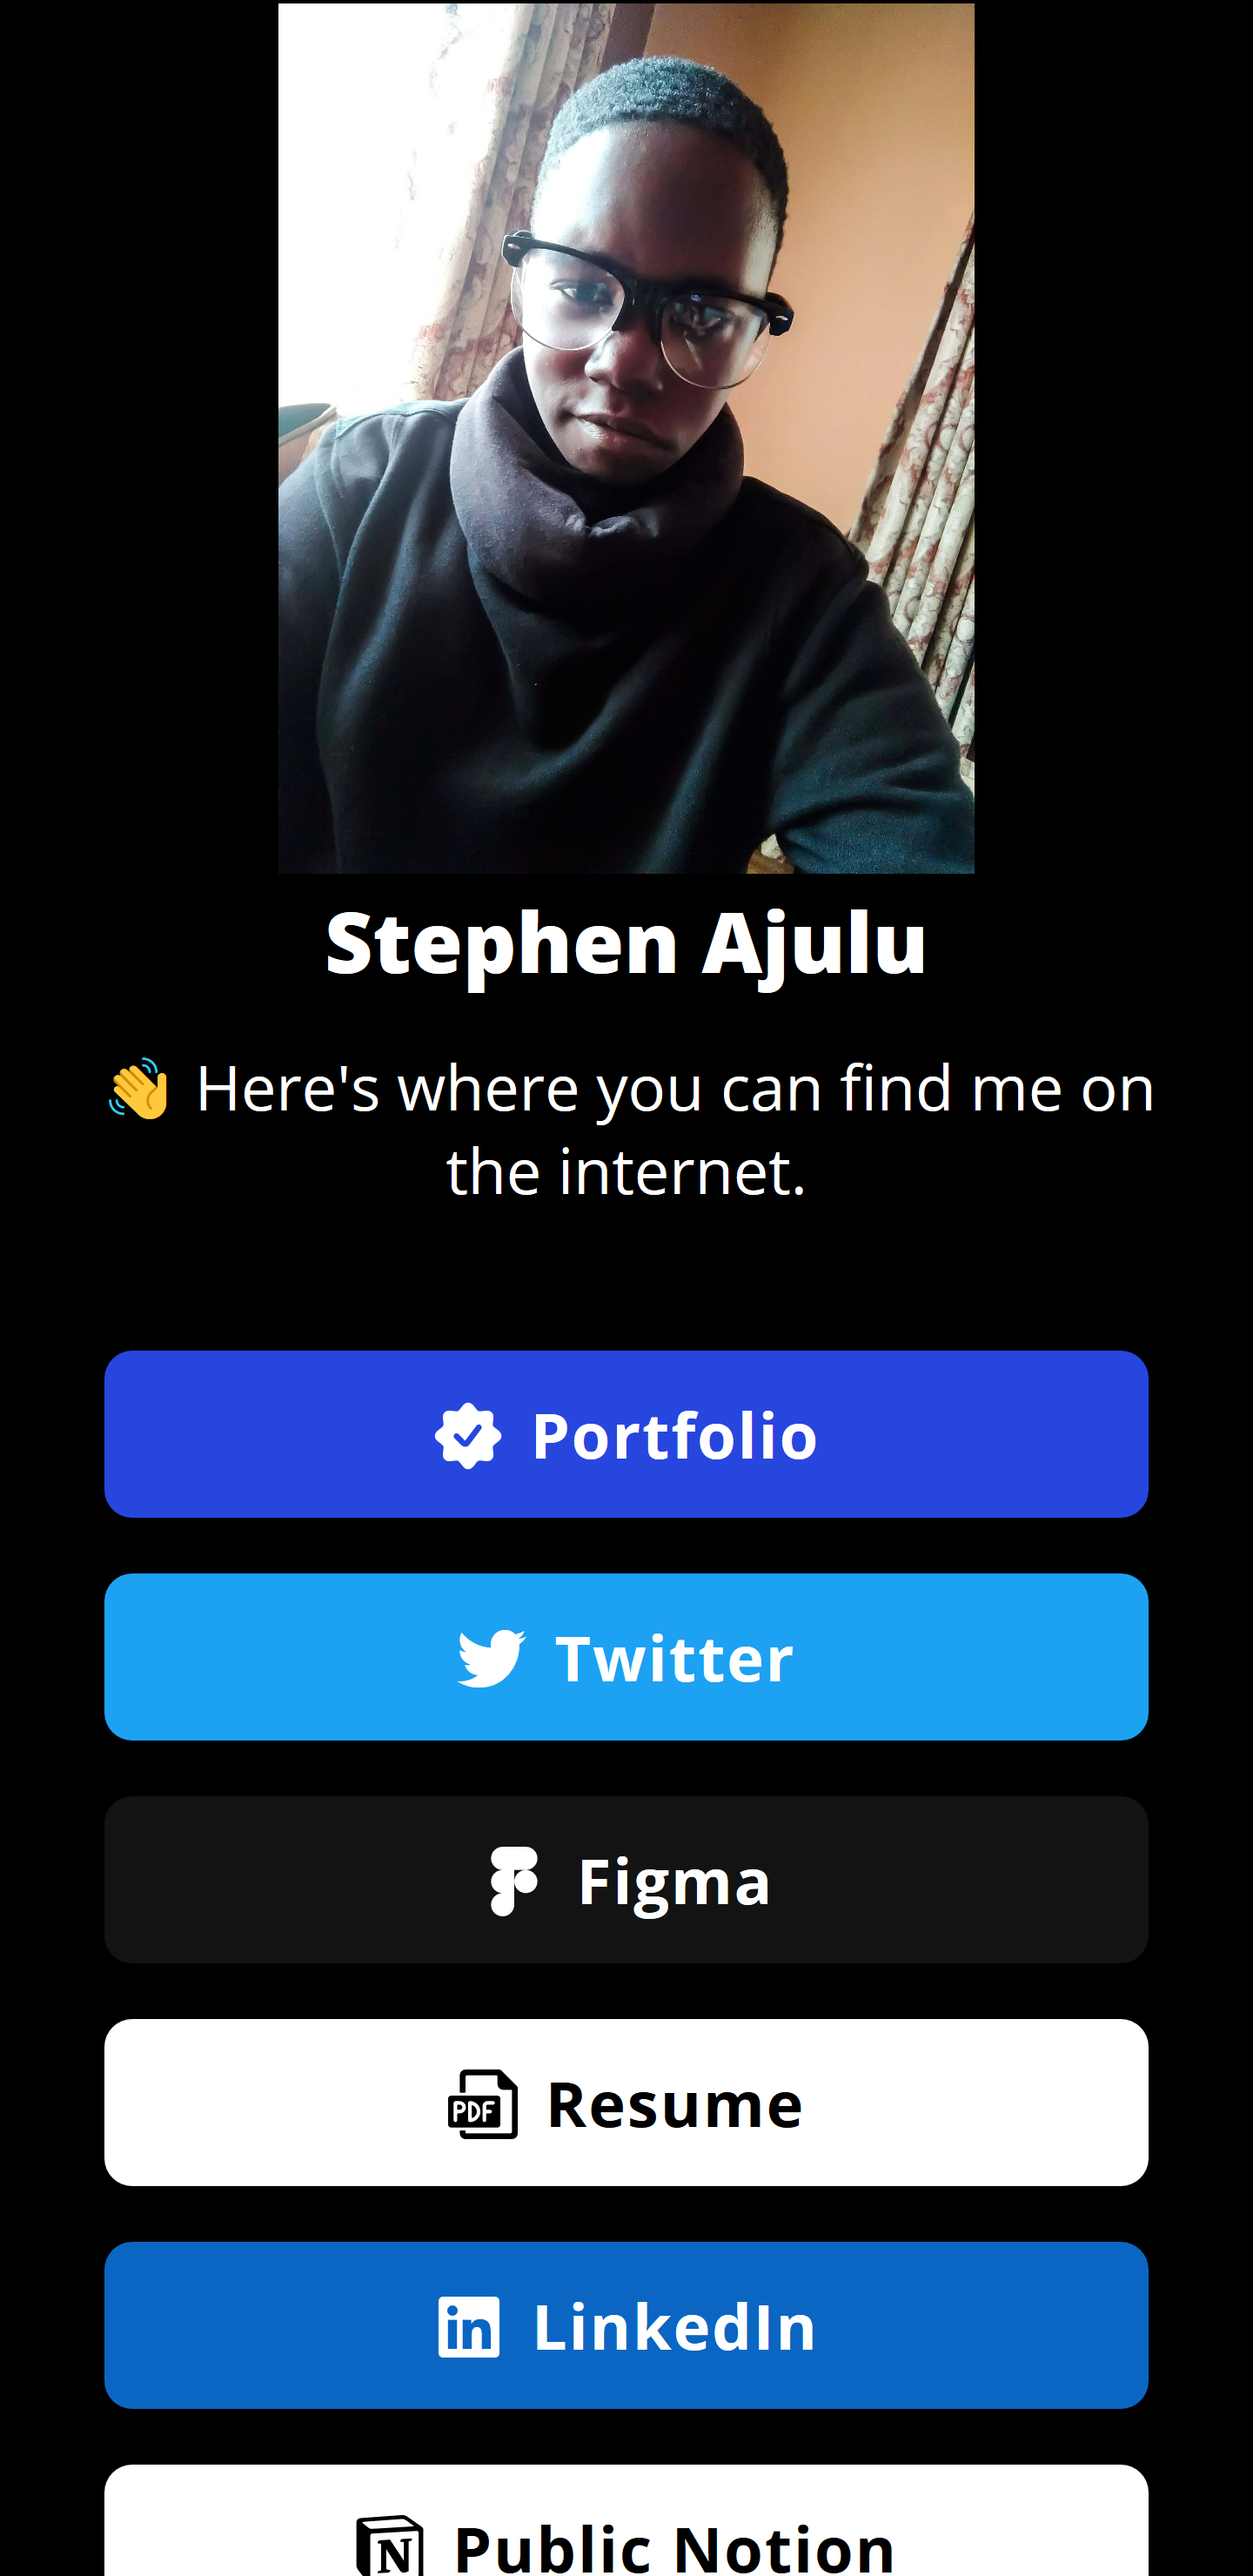 Stephen Ajulu
👋 Here's where you can find me on
the internet.
Portfolio
Twitter
Figma
PDF Resume
in LinkedIn
N Public Notion